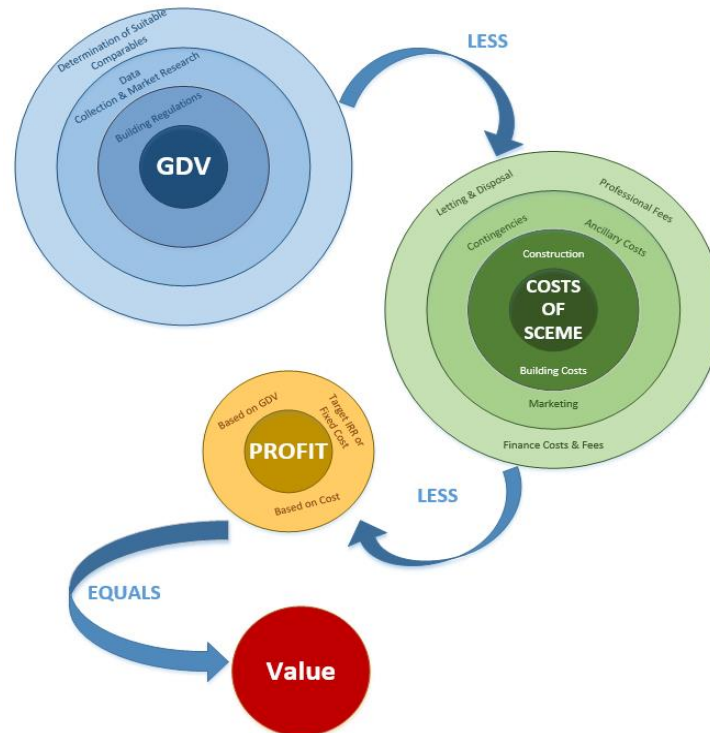 Determination of Suitable
Comparables
Data
Collection & Market Research
Building Regulations
GDV
LESS
Letting & Disposal
Professional Fees
Contingencies
Ancillary Costs
Construction
COSTS
OF
SCEME
Building Costs
Marketing
Finance Costs & Fees
LESS
Based on GDV
Target IRR or
Fixed Cost
PROFIT
Based on Cost
EQUALS
Value